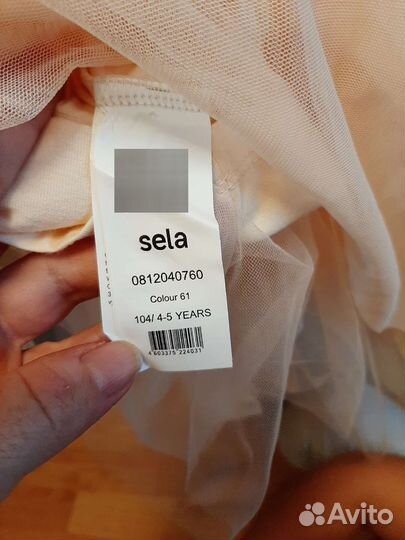 sela
0812040760
Colour 61
104/ 4-5 YEARS
4 603375 224031
Avito